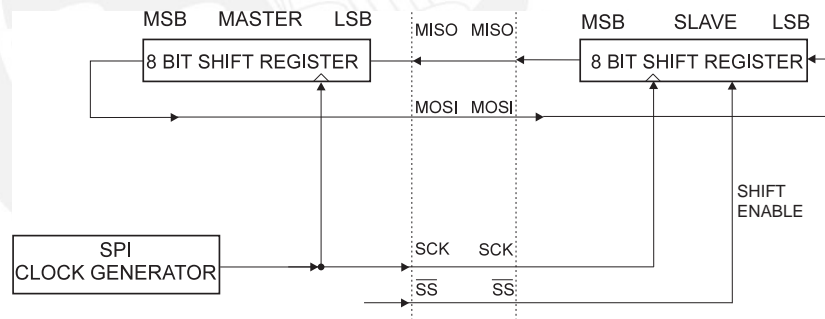 MSB MASTER LSB
MISO MISO
MSB SLAVE LSB
8 BIT SHIFT REGISTER
8 BIT SHIFT REGISTER
MOSI MOSI
SHIFT
ENABLE
SPI
CLOCK GENERATOR
SCK SCK
SS SS